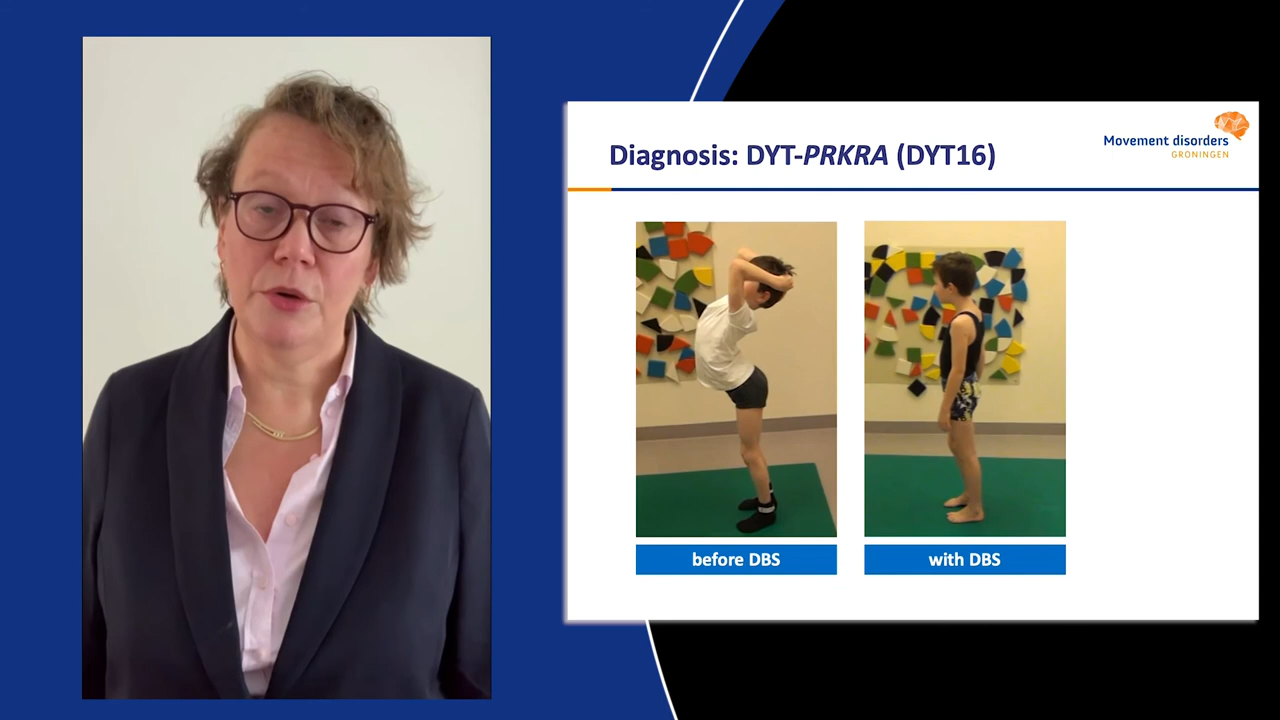 Diagnosis: DYT-PRKRA (DYT16)
Movement disorders
GRONINGEN
before DBS
with DBS